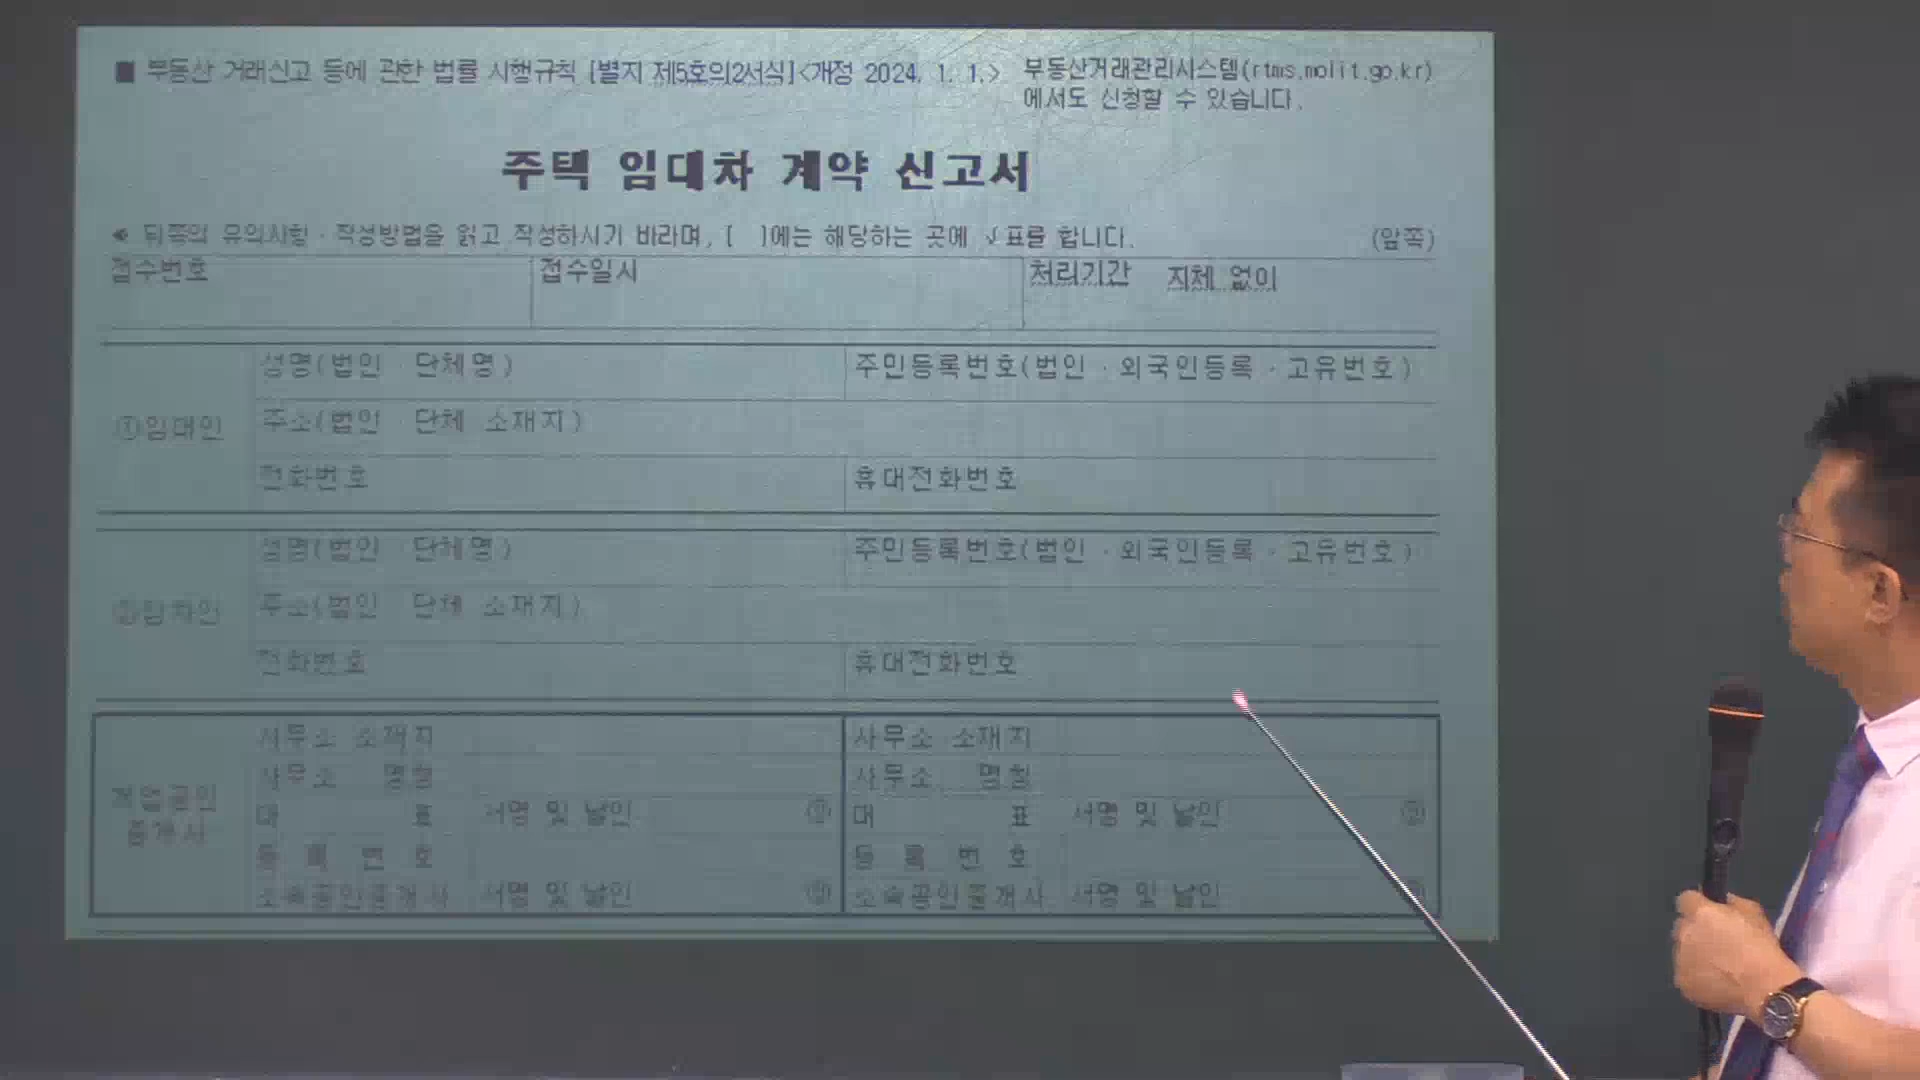 ■ 부동산 거래신고 등에 관한 법률 시행규칙 [별지 제5호의2서식]<개정 2024. 1. 1.>
부동산거래관리시스템(rtms.molit.go.kr)
에서도 신청할 수 있습니다.
주택 임대차 계약 신고서
뒤쪽의 유의사항·작성방법을 읽고 작성하시기 바라며, [ ]에는 해당하는 곳에 √표를 합니다. (앞쪽)
접수번호 접수일시 처리기간 지체 없이
①임대인
성명(법인·단체명) 주민등록번호(법인·외국인등록·고유번호)
주소(법인·단체 소재지)
전화번호 휴대전화번호
②임차인
성명(법인·단체명) 주민등록번호(법인·외국인등록·고유번호)
주소(법인·단체 소재지)
전화번호 휴대전화번호
개업공인
중개사
사무소 소재지 사무소 소재지
사무소 명칭 사무소 명칭
대 표 서명 및 날인 대 표 서명 및 날인
등 록 번 호 등 록 번 호
소속공인중개사 서명 및 날인 소속공인중개사 서명 및 날인